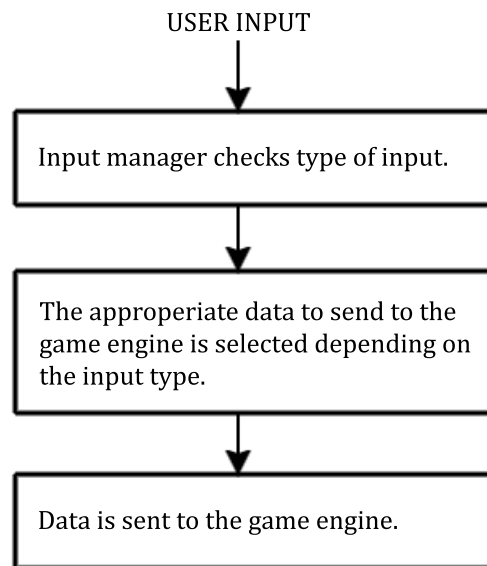 USER INPUT
Input manager checks type of input.
The approperiate data to send to the
game engine is selected depending on
the input type.
Data is sent to the game engine.